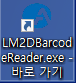 LM2DBarcod
eReader.exe -
바로 가기